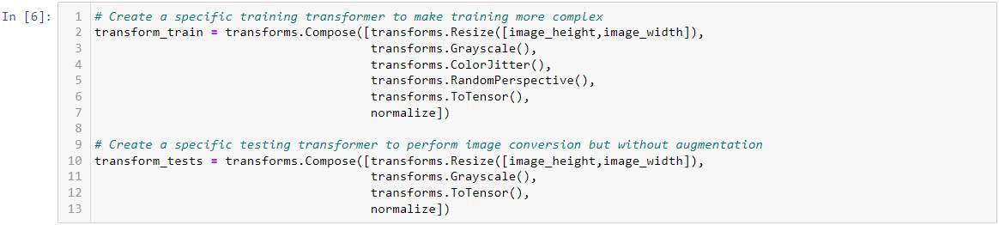 In [6]:
1 # Create a specific training transformer to make training more complex
2 transform_train = transforms.Compose([transforms.Resize([image_height,image_width]),
3                                       transforms.Grayscale(),
4                                       transforms.ColorJitter(),
5                                       transforms.RandomPerspective(),
6                                       transforms.ToTensor(),
7                                       normalize])
8
9 # Create a specific testing transformer to perform image conversion but without augmentation
10 transform_tests = transforms.Compose([transforms.Resize([image_height,image_width]),
11                                       transforms.Grayscale(),
12                                       transforms.ToTensor(),
13                                       normalize])